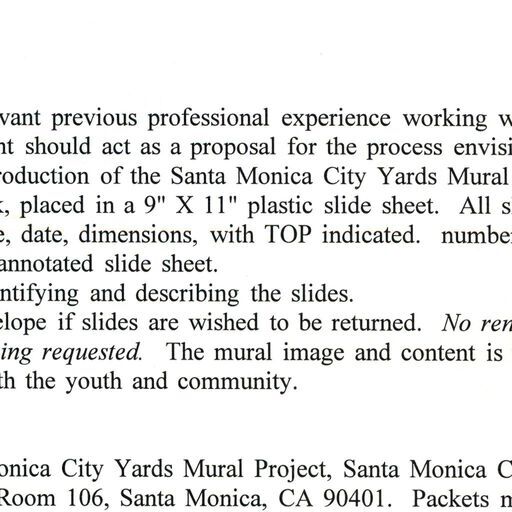 vant previous professional experience working w
nt should act as a proposal for the process envisi
roduction of the Santa Monica City Yards Mural
, placed in a 9" X 11" plastic slide sheet. All s
e, date, dimensions, with TOP indicated. number
annotated slide sheet.
ntifying and describing the slides.
elope if slides are wished to be returned. No ren
ing requested. The mural image and content is
th the youth and community.
onica City Yards Mural Project, Santa Monica C
Room 106, Santa Monica, CA 90401. Packets m